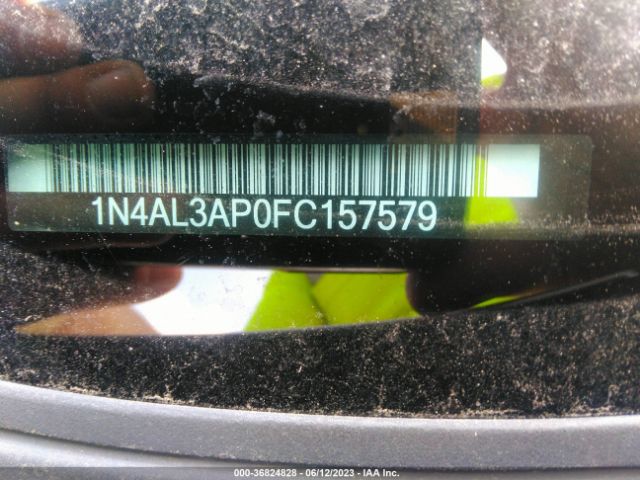 1N4AL3AP0FC157579
000-36824828 - 06/12/2023 - IAA Inc.